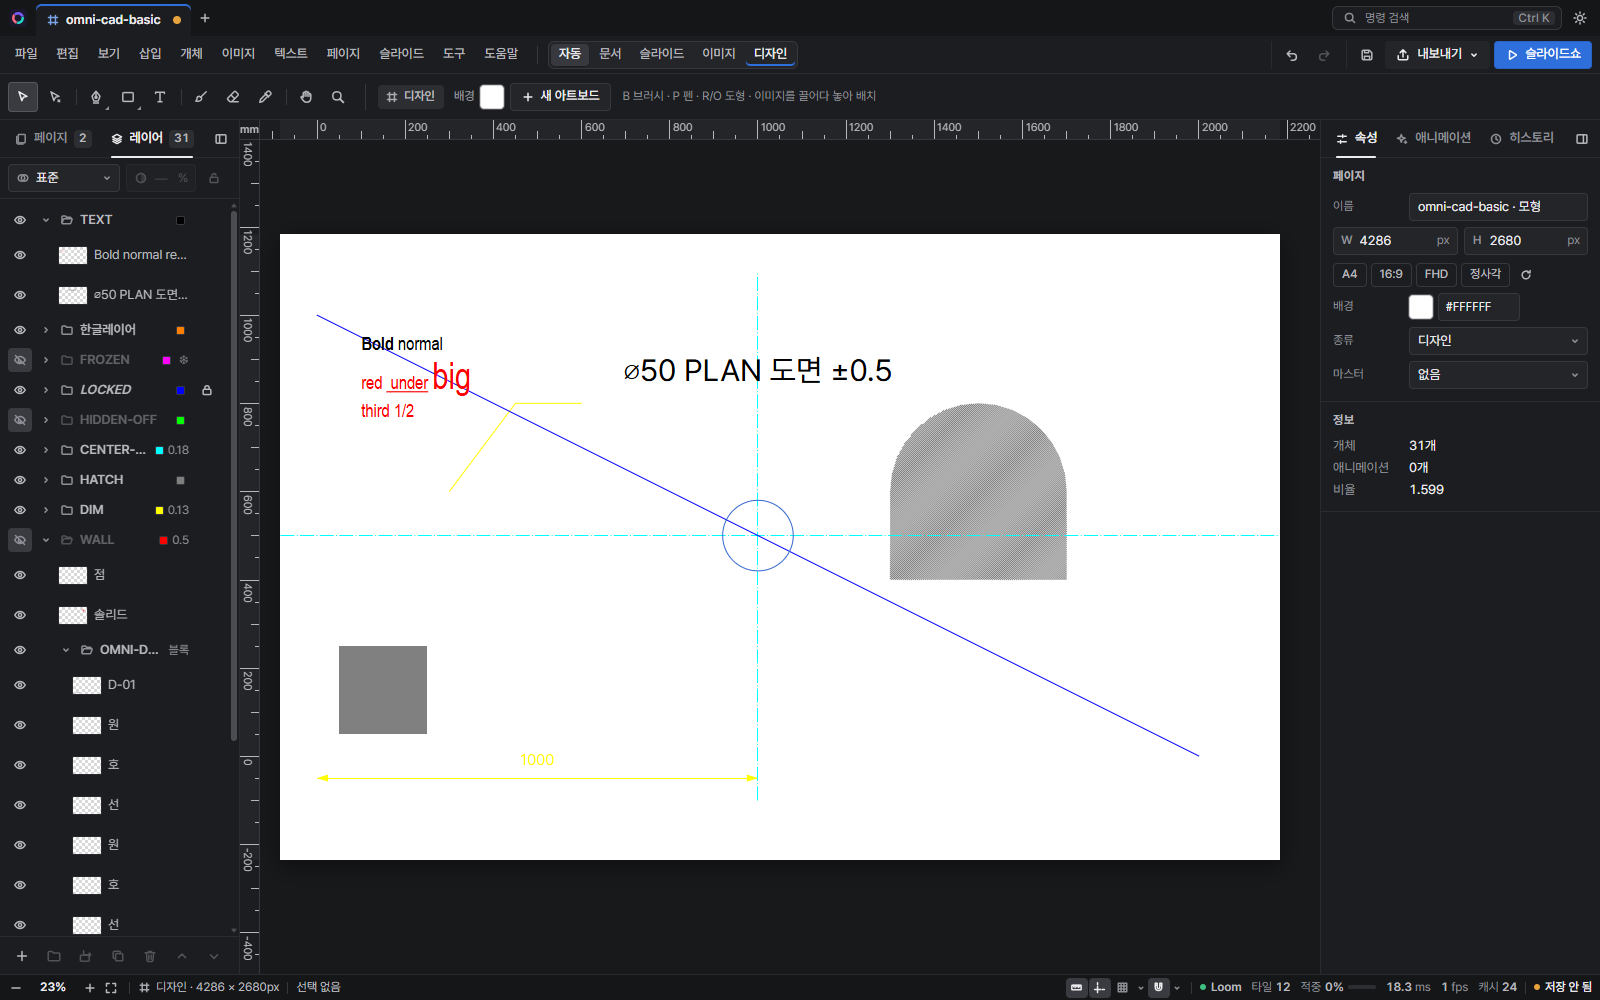 omni-cad-basic
명령 검색 Ctrl K
파일 편집 보기 삽입 개체 이미지 텍스트 페이지 슬라이드 도구 도움말 자동 문서 슬라이드 이미지 디자인 내보내기 슬라이드쇼
디자인 배경 새 아트보드 B 브러시 · P 펜 · R/O 도형 · 이미지를 끌어다 놓아 배치
페이지 2 레이어 31
표준 — %
TEXT
Bold normal re...
⌀50 PLAN 도면...
한글레이어
FROZEN
LOCKED
HIDDEN-OFF
CENTER-... 0.18
HATCH
DIM 0.13
WALL 0.5
점
솔리드
OMNI-D... 블록
D-01
원
호
선
원
호
선
mm 0 200 400 600 800 1000 1200 1400 1600 1800 2000 2200
1400
1200
1000
800
600
400
200
0
-200
-400
Bold normal
red under big
third 1/2
⌀50 PLAN 도면 ±0.5
1000
속성 애니메이션 히스토리
페이지
이름 omni-cad-basic · 모형
W 4286 px H 2680 px
A4 16:9 FHD 정사각
배경 #FFFFFF
종류 디자인
마스터 없음
정보
개체 31개
애니메이션 0개
비율 1.599
23% 디자인 · 4286 × 2680px 선택 없음
Loom 타일 12 적중 0% 18.3 ms 1 fps 캐시 24 저장 안 됨